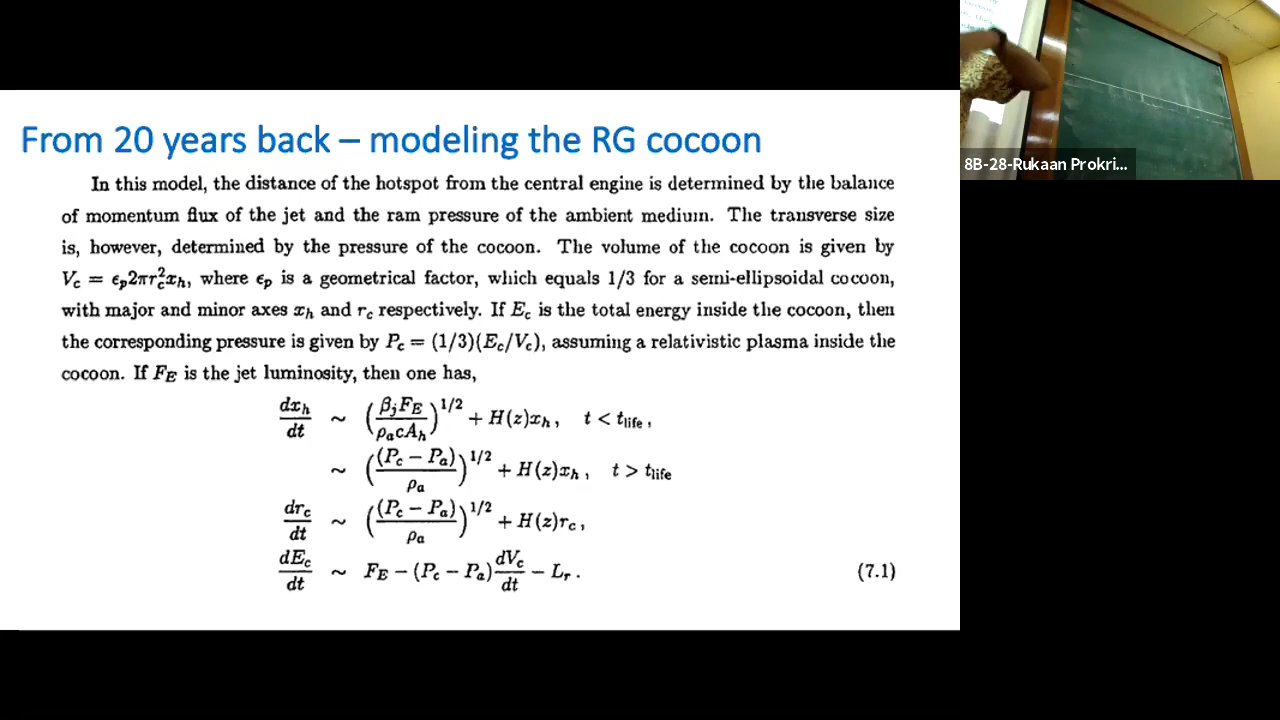 From 20 years back – modeling the RG cocoon
In this model, the distance of the hotspot from the central engine is determined by the balance
of momentum flux of the jet and the ram pressure of the ambient medium. The transverse size
is, however, determined by the pressure of the cocoon. The volume of the cocoon is given by
V_c = ϵ_p2πr_c^2x_h, where ϵ_p is a geometrical factor, which equals 1/3 for a semi-ellipsoidal cocoon,
with major and minor axes x_h and r_c respectively. If E_c is the total energy inside the cocoon, then
the corresponding pressure is given by P_c = (1/3)(E_c/V_c), assuming a relativistic plasma inside the
cocoon. If F_E is the jet luminosity, then one has,
dx_h/dt ∼ (β_jF_E/ρ_acA_h)^1/2 + H(z)x_h, t < t_life,
∼ ((P_c − P_a)/ρ_a)^1/2 + H(z)x_h, t > t_life
dr_c/dt ∼ ((P_c − P_a)/ρ_a)^1/2 + H(z)r_c,
dE_c/dt ∼ F_E − (P_c − P_a)dV_c/dt − L_r. (7.1)
8B-28-Rukaan Prokri...